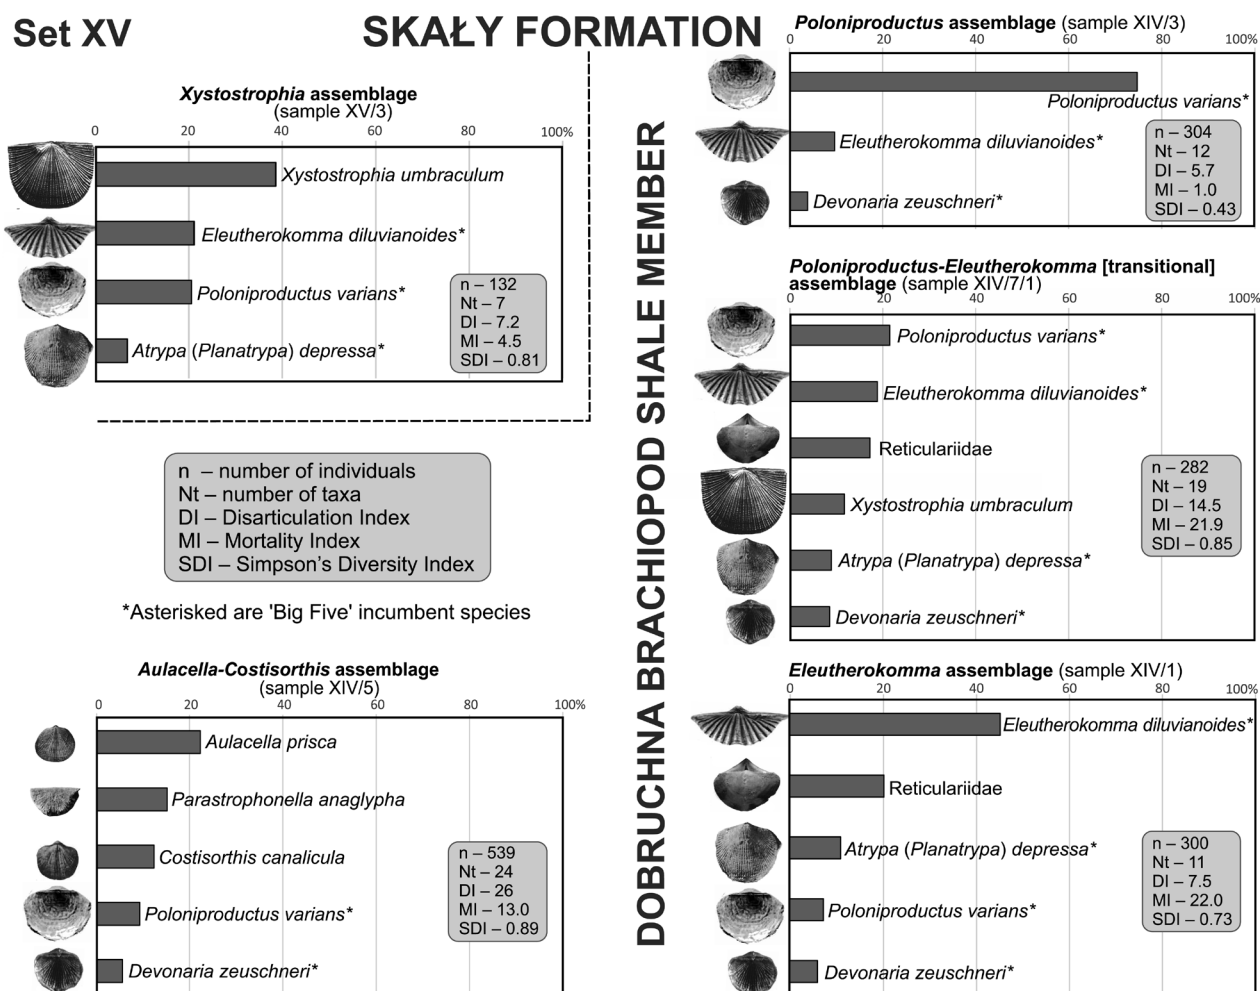 Set XV
SKAŁY FORMATION
DOBRUCHNA BRACHIOPOD SHALE MEMBER
Xystostrophia assemblage
(sample XV/3)
0 20 40 60 80 100%
Xystostrophia umbraculum
Eleutherokomma diluvianoides*
Poloniproductus varians*
Atrypa (Planatrypa) depressa*
n – 132
Nt – 7
DI – 7.2
MI – 4.5
SDI – 0.81
n – number of individuals
Nt – number of taxa
DI – Disarticulation Index
MI – Mortality Index
SDI – Simpson's Diversity Index
*Asterisked are 'Big Five' incumbent species
Aulacella-Costisorthis assemblage
(sample XIV/5)
0 20 40 60 80 100%
Aulacella prisca
Parastrophonella anaglypha
Costisorthis canalicula
Poloniproductus varians*
Devonaria zeuschneri*
n – 539
Nt – 24
DI – 26
MI – 13.0
SDI – 0.89
Poloniproductus assemblage (sample XIV/3)
0 20 40 60 80 100%
Poloniproductus varians*
Eleutherokomma diluvianoides*
Devonaria zeuschneri*
n – 304
Nt – 12
DI – 5.7
MI – 1.0
SDI – 0.43
Poloniproductus-Eleutherokomma [transitional]
assemblage (sample XIV/7/1)
0 20 40 60 80 100%
Poloniproductus varians*
Eleutherokomma diluvianoides*
Reticulariidae
Xystostrophia umbraculum
Atrypa (Planatrypa) depressa*
Devonaria zeuschneri*
n – 282
Nt – 19
DI – 14.5
MI – 21.9
SDI – 0.85
Eleutherokomma assemblage (sample XIV/1)
0 20 40 60 80 100%
Eleutherokomma diluvianoides*
Reticulariidae
Atrypa (Planatrypa) depressa*
Poloniproductus varians*
Devonaria zeuschneri*
n – 300
Nt – 11
DI – 7.5
MI – 22.0
SDI – 0.73